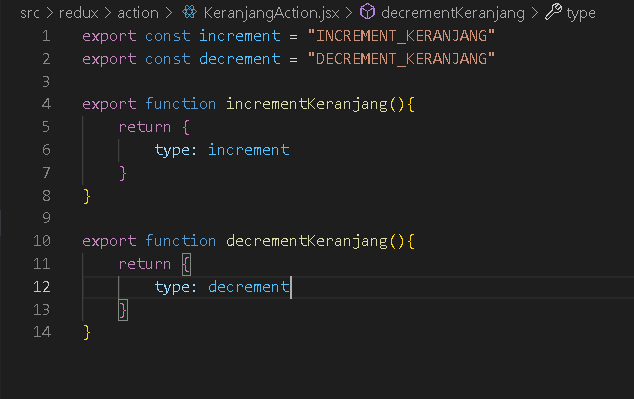 src > redux > action > KeranjangAction.jsx > decrementKeranjang > type
1 export const increment = "INCREMENT_KERANJANG"
2 export const decrement = "DECREMENT_KERANJANG"
3
4 export function incrementKeranjang(){
5     return {
6         type: increment
7     }
8 }
9
10 export function decrementKeranjang(){
11     return {
12         type: decrement
13     }
14 }